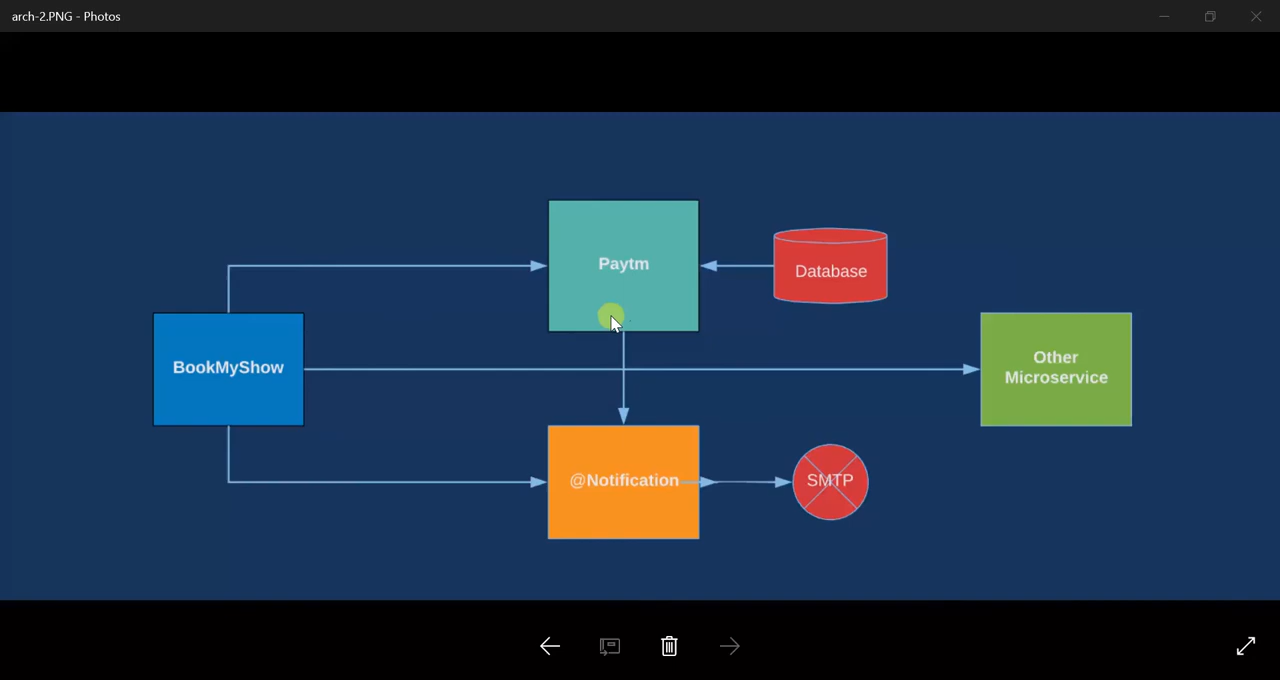 arch-2.PNG - Photos
Paytm
Database
BookMyShow
Other
Microservice
@Notification
SMTP